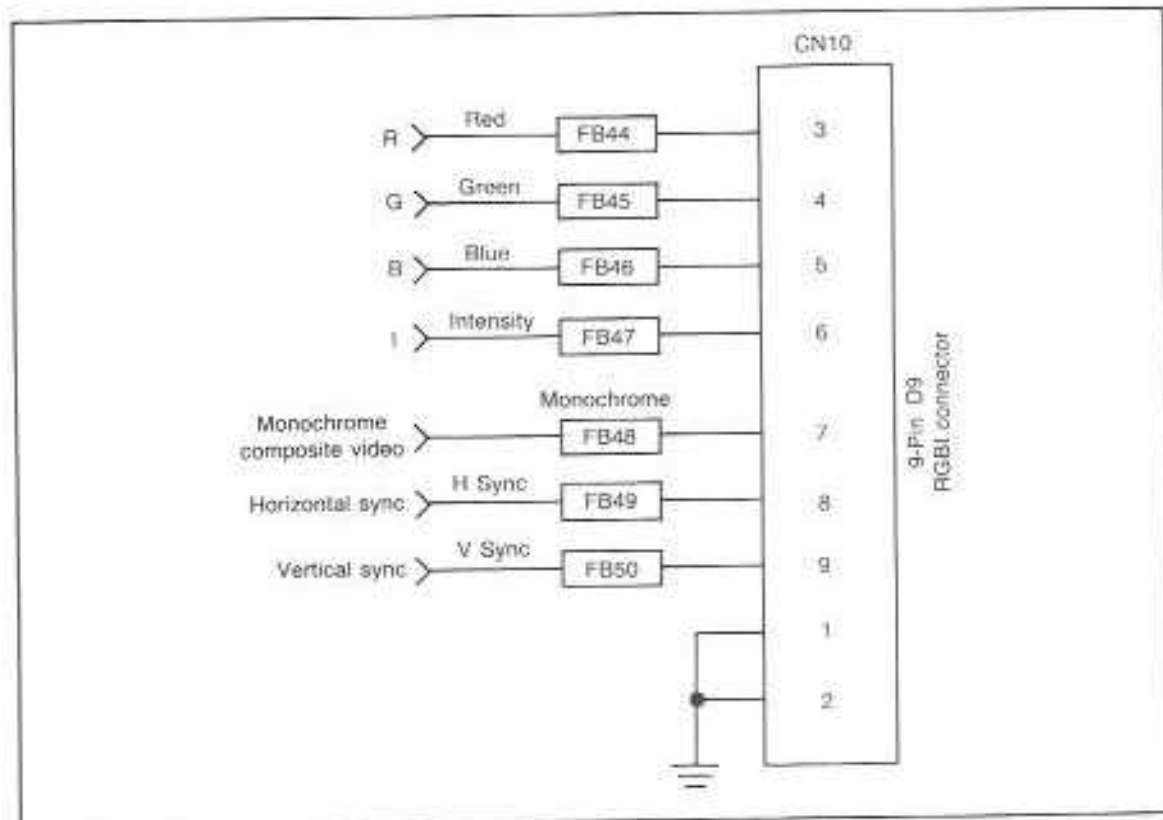 CN10
R
Red
FB44
3
G
Green
FB45
4
B
Blue
FB46
5
I
Intensity
FB47
6
Monochrome
composite video
Monochrome
FB48
7
Horizontal sync
H Sync
FB49
8
Vertical sync
V Sync
FB50
9
1
2
9-Pin D9
RGBI connector